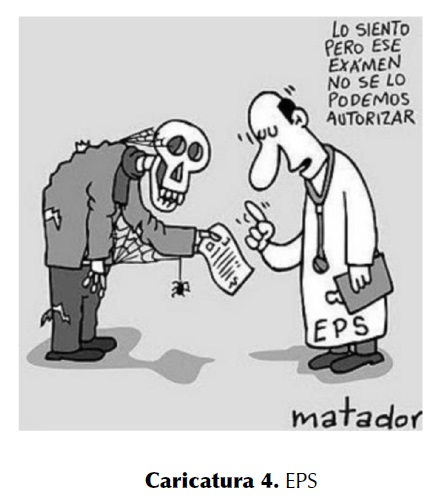 LO SIENTO
PERO ESE
EXÁMEN
NO SE LO
PODEMOS
AUTORIZAR
EPS
matador
Caricatura 4. EPS